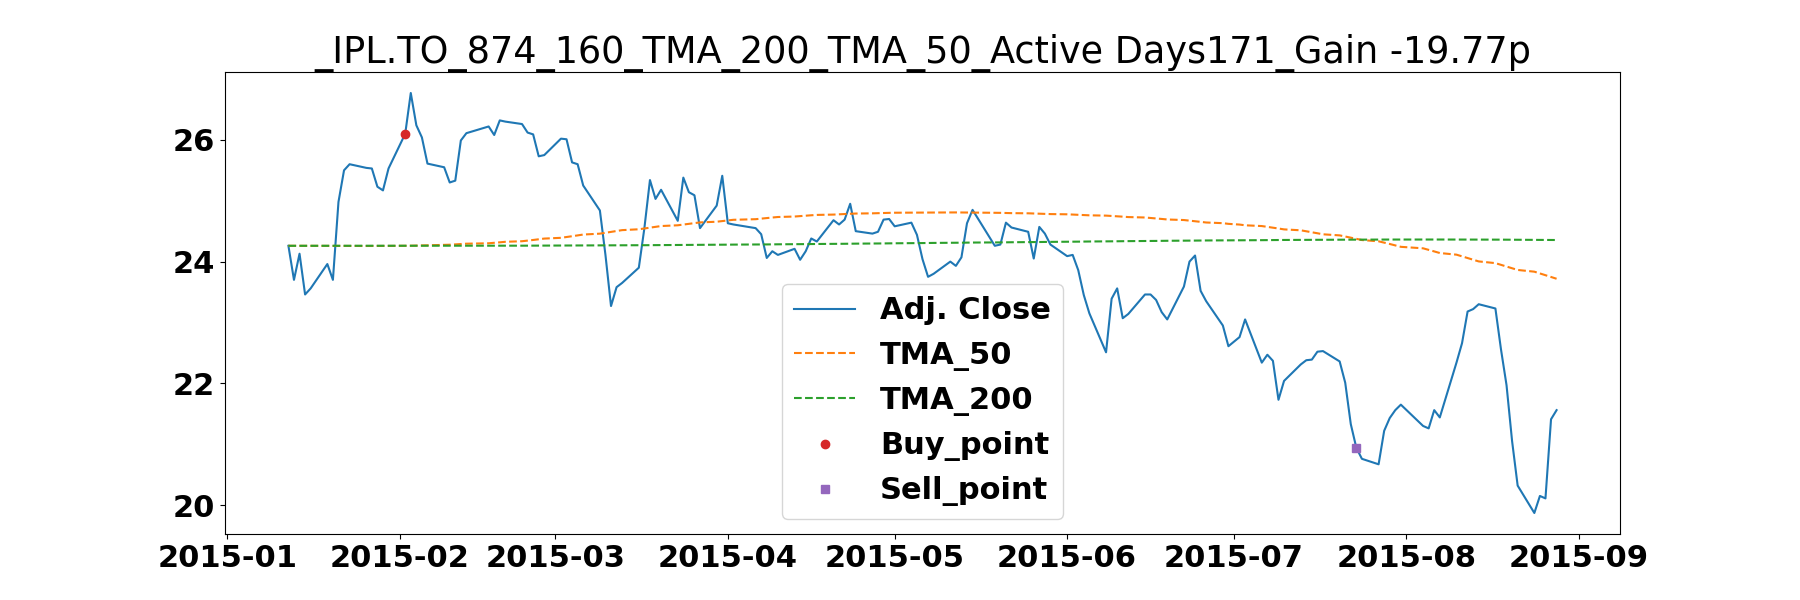 _IPL.TO_874_160_TMA_200_TMA_50_Active Days171_Gain -19.77p
26
24
22
20
Adj. Close
TMA_50
TMA_200
Buy_point
Sell_point
2015-01 2015-02 2015-03 2015-04 2015-05 2015-06 2015-07 2015-08 2015-09